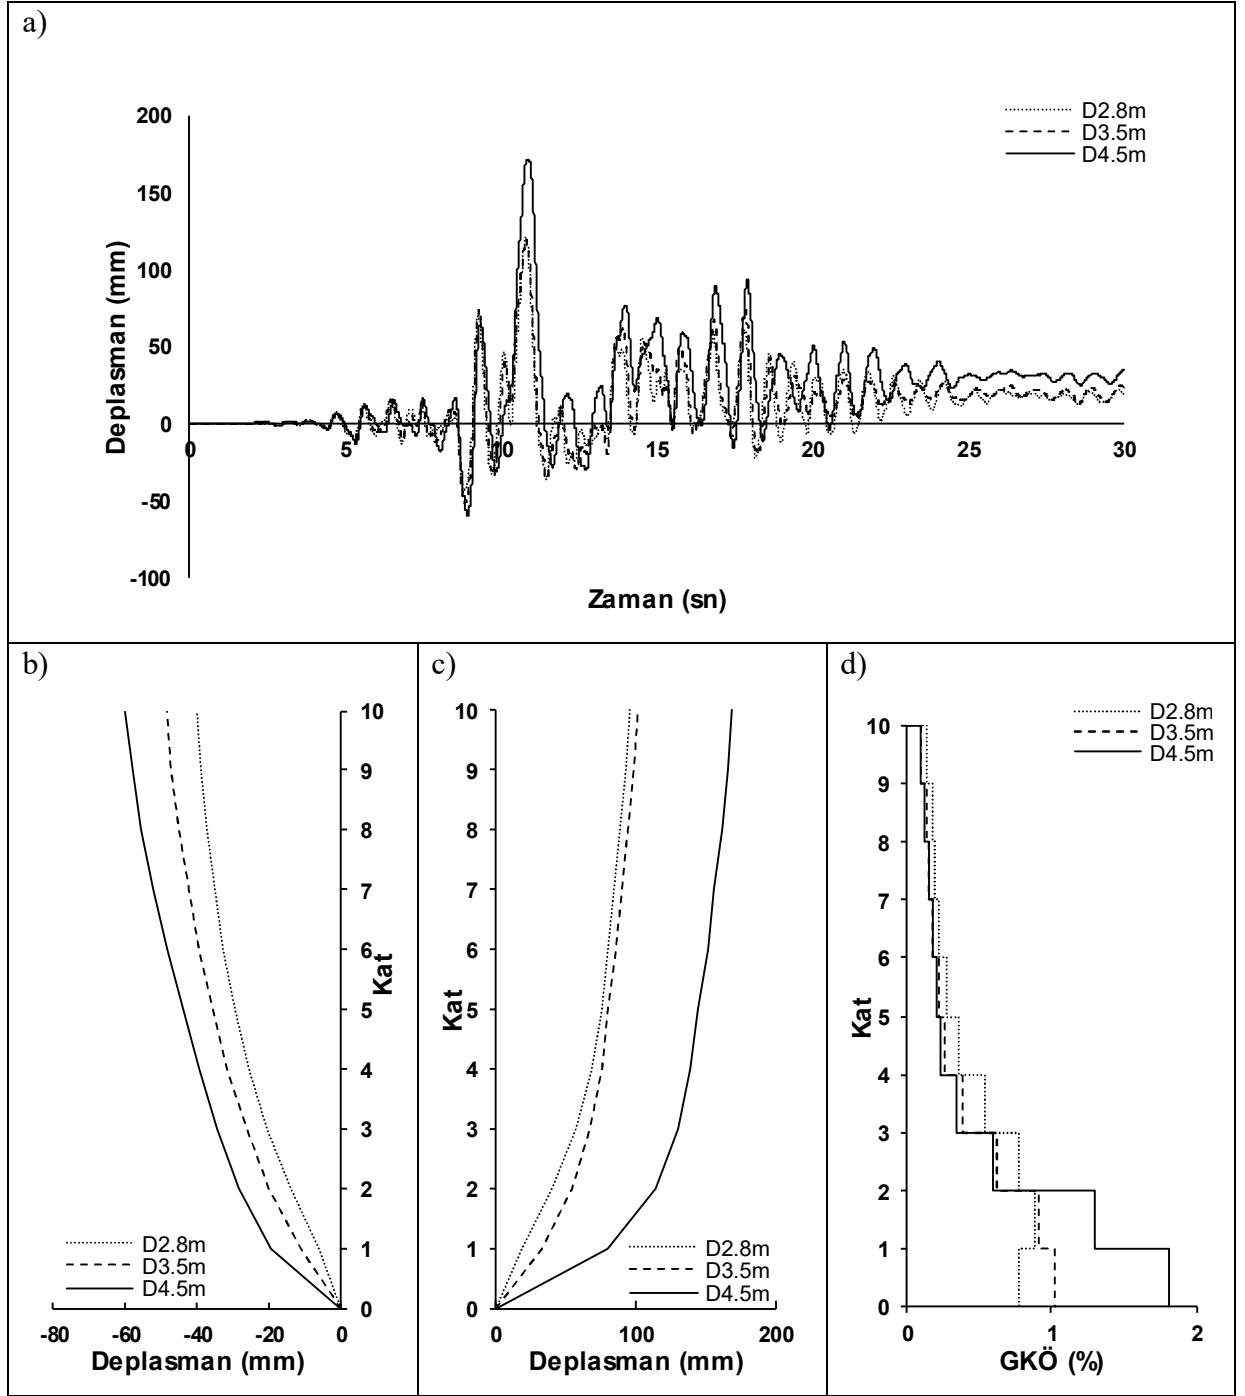 a)
D2.8m
D3.5m
D4.5m
200
150
100
50
0
-50
-100
Deplasman (mm)
0 5 10 15 20 25 30
Zaman (sn)
b)
10
9
8
7
6
5
4
3
2
1
0
Kat
D2.8m
D3.5m
D4.5m
-80 -60 -40 -20 0
Deplasman (mm)
c)
10
9
8
7
6
5
4
3
2
1
0
Kat
D2.8m
D3.5m
D4.5m
0 100 200
Deplasman (mm)
d)
D2.8m
D3.5m
D4.5m
10
9
8
7
6
5
4
3
2
1
0
Kat
0 1 2
GKÖ (%)